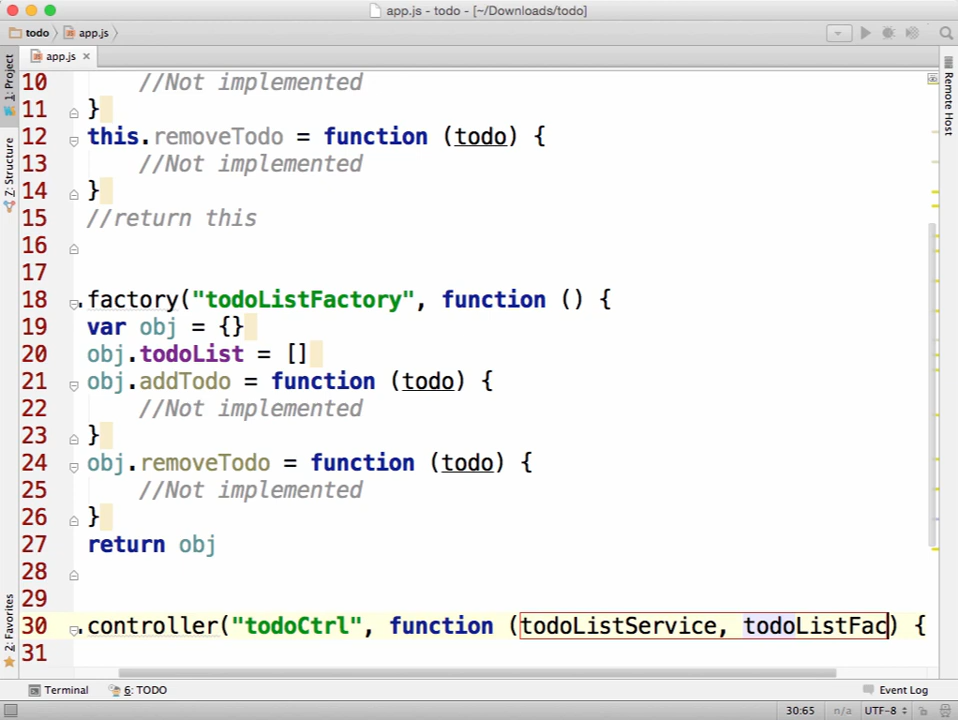 app.js - todo - [~/Downloads/todo]
todo app.js
app.js ×
1: Project
Z: Structure
2: Favorites
Remote Host
10 //Not implemented
11 }
12 this.removeTodo = function (todo) {
13 //Not implemented
14 }
15 //return this
16
17
18 .factory("todoListFactory", function () {
19 var obj = {}
20 obj.todoList = []
21 obj.addTodo = function (todo) {
22 //Not implemented
23 }
24 obj.removeTodo = function (todo) {
25 //Not implemented
26 }
27 return obj
28
29
30 .controller("todoCtrl", function (todoListService, todoListFac) {
31
Terminal 6: TODO Event Log
30:65 n/a UTF-8